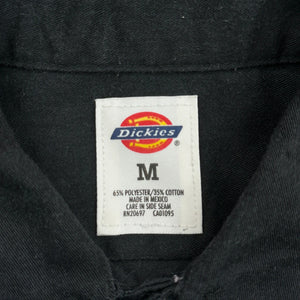 Dickies
®
M
65% POLYESTER/35% COTTON
MADE IN MEXICO
CARE IN SIDE SEAM
RN20697 CA01095